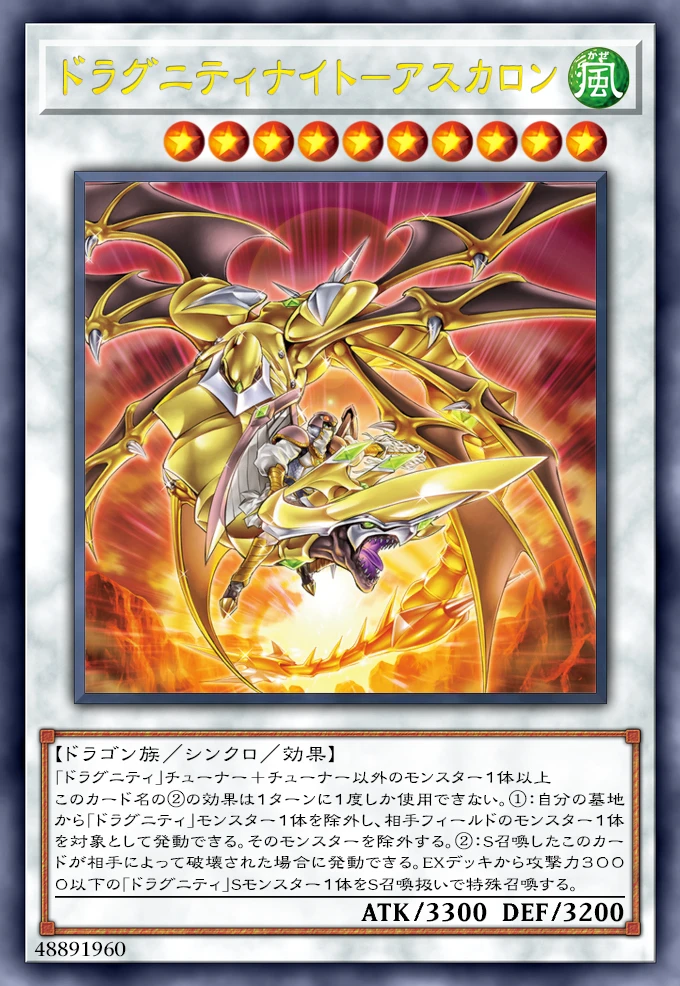 ドラグニティナイト－アスカロン
かぜ
風
【ドラゴン族／シンクロ／効果】
「ドラグニティ」チューナー＋チューナー以外のモンスター１体以上
このカード名の②の効果は１ターンに１度しか使用できない。①：自分の墓地
から「ドラグニティ」モンスター１体を除外し、相手フィールドのモンスター１体
を対象として発動できる。そのモンスターを除外する。②：S召喚したこのカー
ドが相手によって破壊された場合に発動できる。EXデッキから攻撃力３００
０以下の「ドラグニティ」Sモンスター１体をS召喚扱いで特殊召喚する。
ATK/3300 DEF/3200
48891960